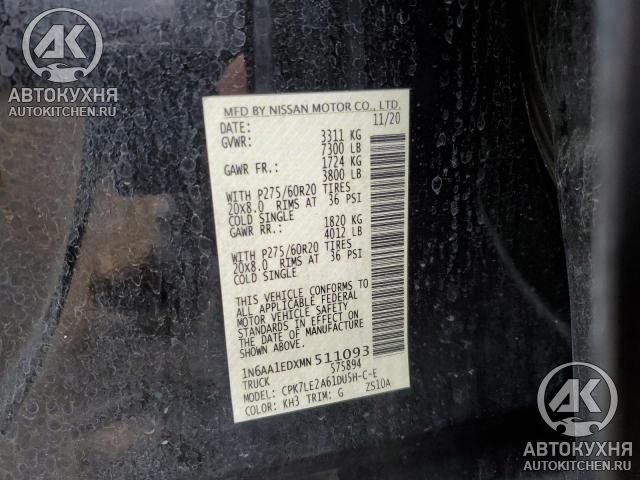 AK
АВТОКУХНЯ
AUTOKITCHEN.RU
MFD BY NISSAN MOTOR CO., LTD.
DATE: 11/20
GVWR: 3311 KG
7300 LB
GAWR FR.: 1724 KG
3800 LB
WITH P275/60R20 TIRES
20X8.0 RIMS AT 36 PSI
COLD SINGLE
GAWR RR.: 1820 KG
4012 LB
WITH P275/60R20 TIRES
20X8.0 RIMS AT 36 PSI
COLD SINGLE
THIS VEHICLE CONFORMS TO
ALL APPLICABLE FEDERAL
MOTOR VEHICLE SAFETY
STANDARDS IN EFFECT ON
THE DATE OF MANUFACTURE
SHOWN ABOVE.
1N6AA1EDXMN511093
TRUCK 575894
MODEL: CPK7LE2A61DU5H-C-E
COLOR: KH3 TRIM: G ZS10A
AK
АВТОКУХНЯ
AUTOKITCHEN.RU